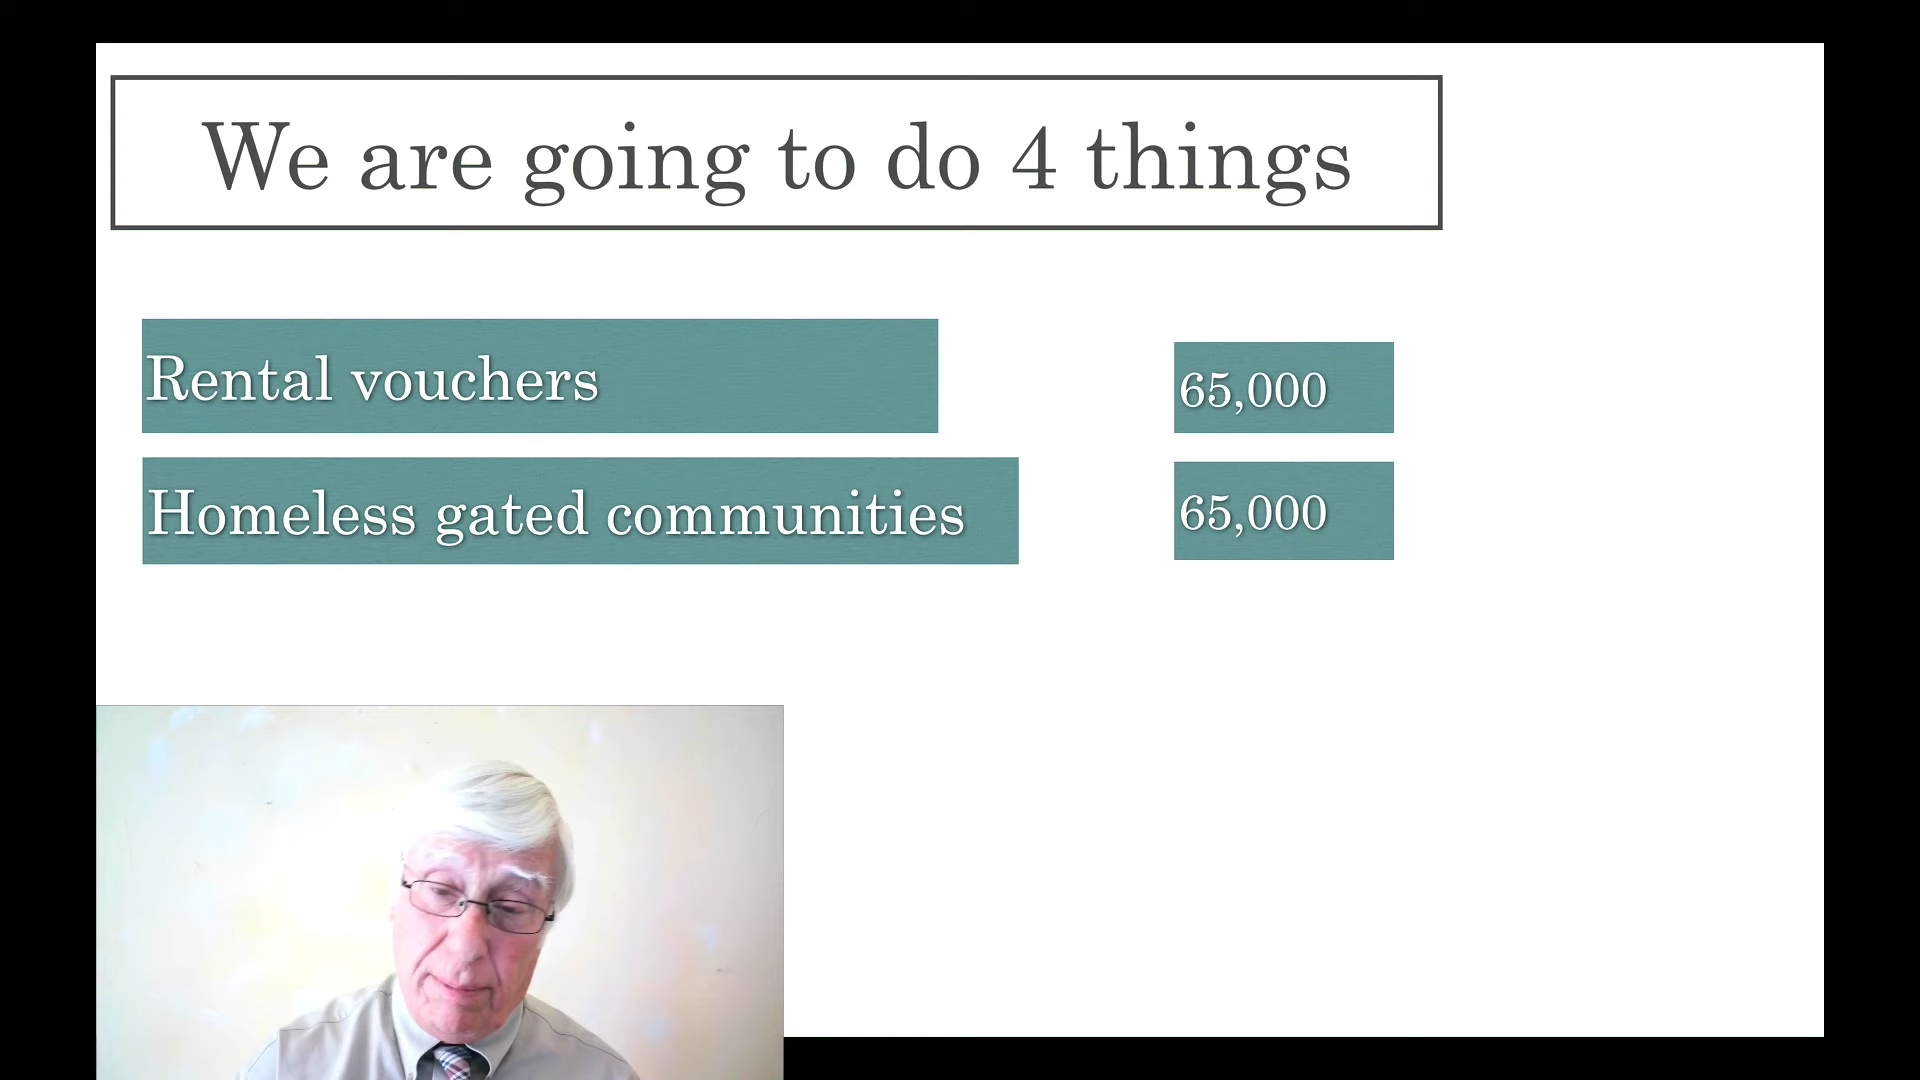 We are going to do 4 things
Rental vouchers
65,000
Homeless gated communities
65,000